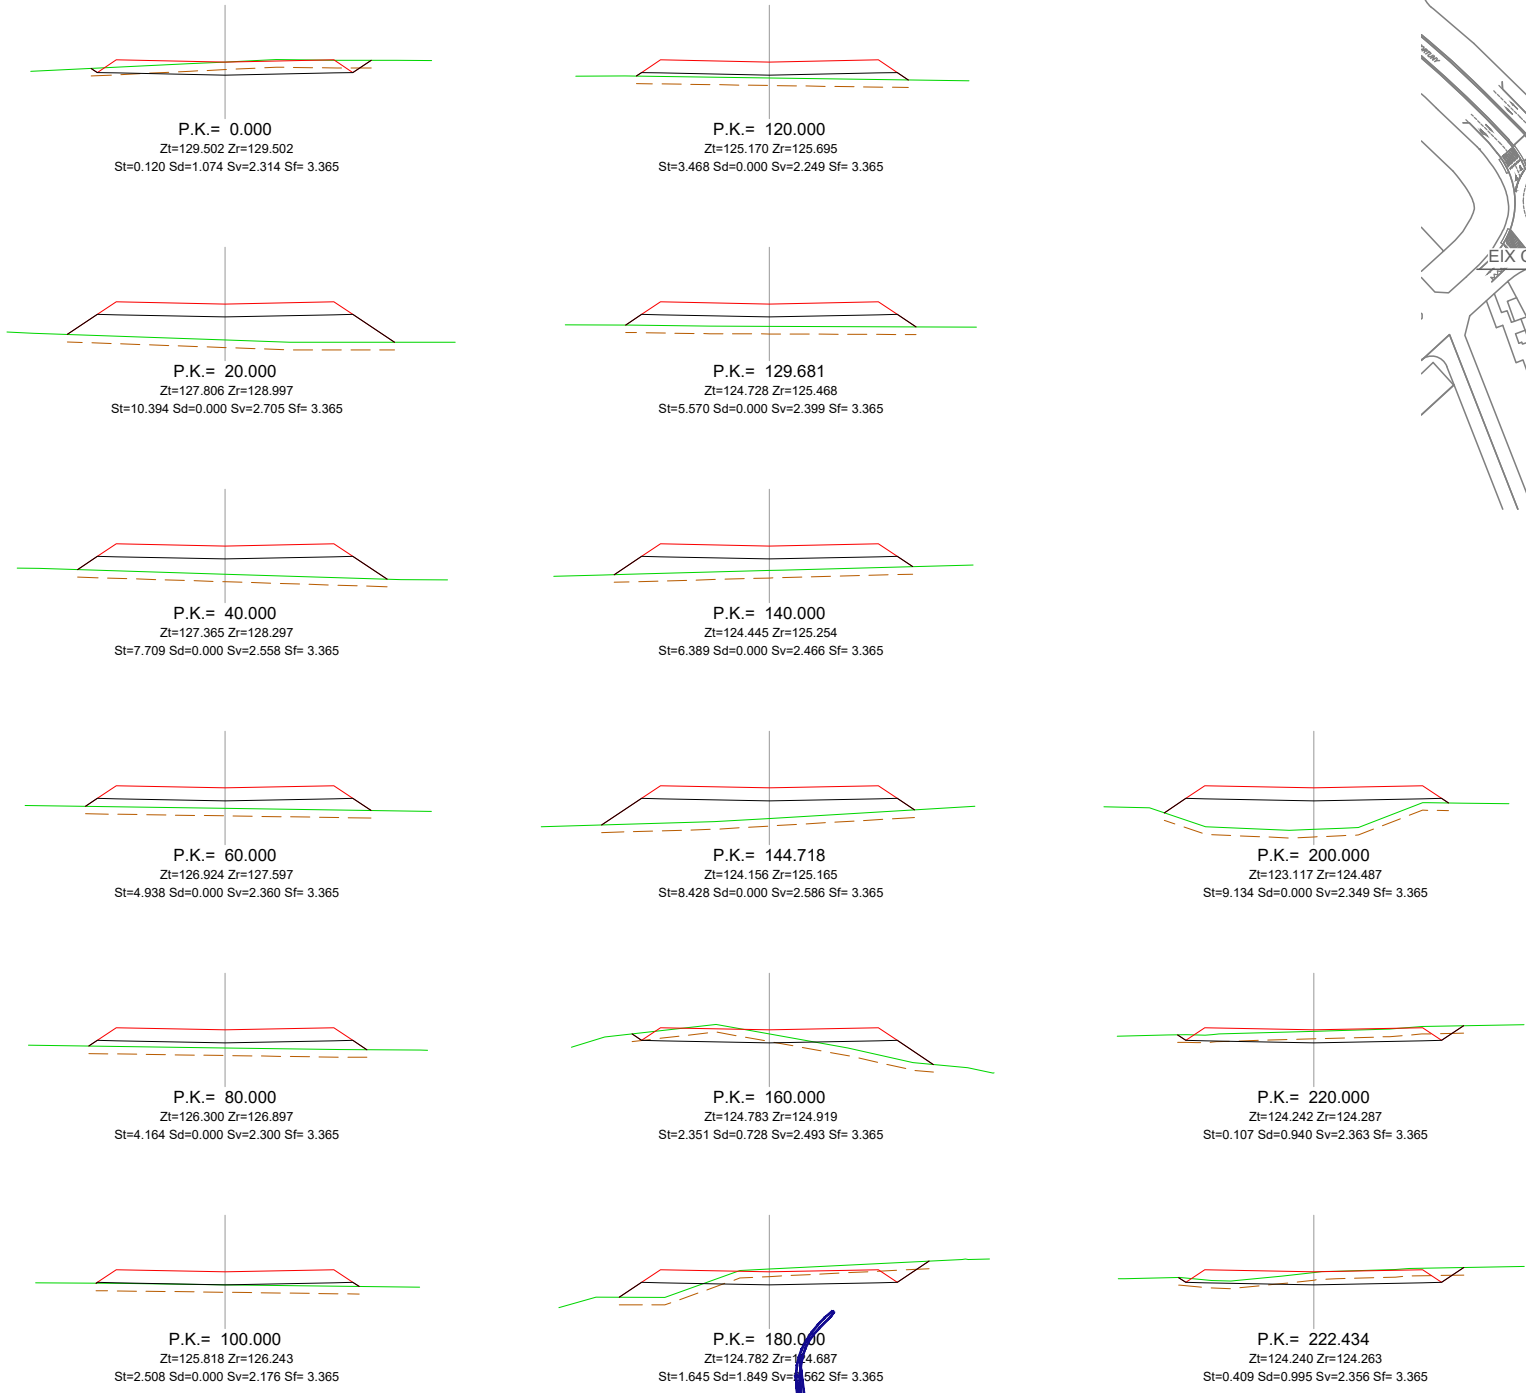 P.K.= 0.000
Zt=129.502 Zr=129.502
St=0.120 Sd=1.074 Sv=2.314 Sf= 3.365
P.K.= 20.000
Zt=127.806 Zr=128.997
St=10.394 Sd=0.000 Sv=2.705 Sf= 3.365
P.K.= 40.000
Zt=127.365 Zr=128.297
St=7.709 Sd=0.000 Sv=2.558 Sf= 3.365
P.K.= 60.000
Zt=126.924 Zr=127.597
St=4.938 Sd=0.000 Sv=2.360 Sf= 3.365
P.K.= 80.000
Zt=126.300 Zr=126.897
St=4.164 Sd=0.000 Sv=2.300 Sf= 3.365
P.K.= 100.000
Zt=125.818 Zr=126.243
St=2.508 Sd=0.000 Sv=2.176 Sf= 3.365
P.K.= 120.000
Zt=125.170 Zr=125.695
St=3.468 Sd=0.000 Sv=2.249 Sf= 3.365
P.K.= 129.681
Zt=124.728 Zr=125.468
St=5.570 Sd=0.000 Sv=2.399 Sf= 3.365
P.K.= 140.000
Zt=124.445 Zr=125.254
St=6.389 Sd=0.000 Sv=2.466 Sf= 3.365
P.K.= 144.718
Zt=124.156 Zr=125.165
St=8.428 Sd=0.000 Sv=2.586 Sf= 3.365
P.K.= 160.000
Zt=124.783 Zr=124.919
St=2.351 Sd=0.728 Sv=2.493 Sf= 3.365
P.K.= 180.000
Zt=124.782 Zr=124.687
St=1.645 Sd=1.849 Sf= 3.365
P.K.= 200.000
Zt=123.117 Zr=124.487
St=9.134 Sd=0.000 Sv=2.349 Sf= 3.365
P.K.= 220.000
Zt=124.242 Zr=124.287
St=0.107 Sd=0.940 Sv=2.363 Sf= 3.365
P.K.= 222.434
Zt=124.240 Zr=124.263
St=0.409 Sd=0.995 Sv=2.356 Sf= 3.365
EIX